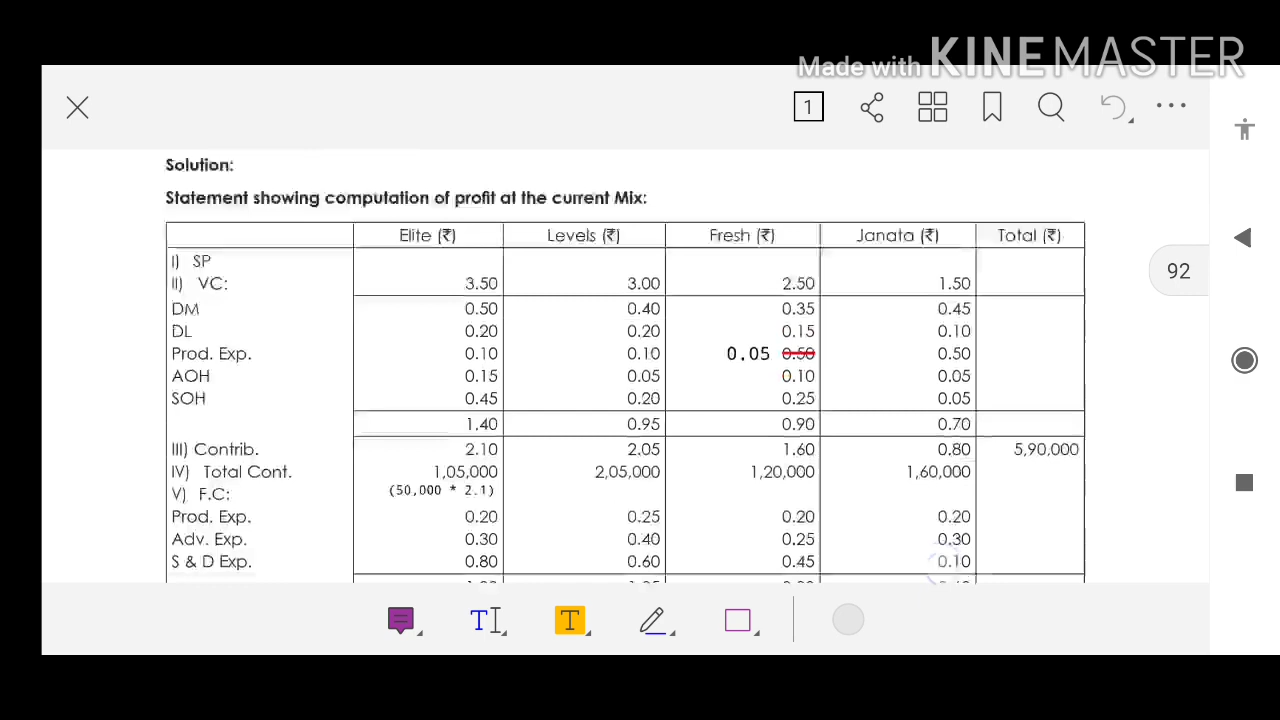 Made with KINEMASTER
1
Solution:
Statement showing computation of profit at the current Mix:
Elite (₹) Levels (₹) Fresh (₹) Janata (₹) Total (₹)
I) SP
II) VC: 3.50 3.00 2.50 1.50
DM 0.50 0.40 0.35 0.45
DL 0.20 0.20 0.15 0.10
Prod. Exp. 0.10 0.10 0.05 0.50 0.50
AOH 0.15 0.05 0.10 0.05
SOH 0.45 0.20 0.25 0.05
1.40 0.95 0.90 0.70
III) Contrib. 2.10 2.05 1.60 0.80 5,90,000
IV) Total Cont. 1,05,000 2,05,000 1,20,000 1,60,000
V) F.C: (50,000 * 2.1)
Prod. Exp. 0.20 0.25 0.20 0.20
Adv. Exp. 0.30 0.40 0.25 0.30
S & D Exp. 0.80 0.60 0.45 0.10
92